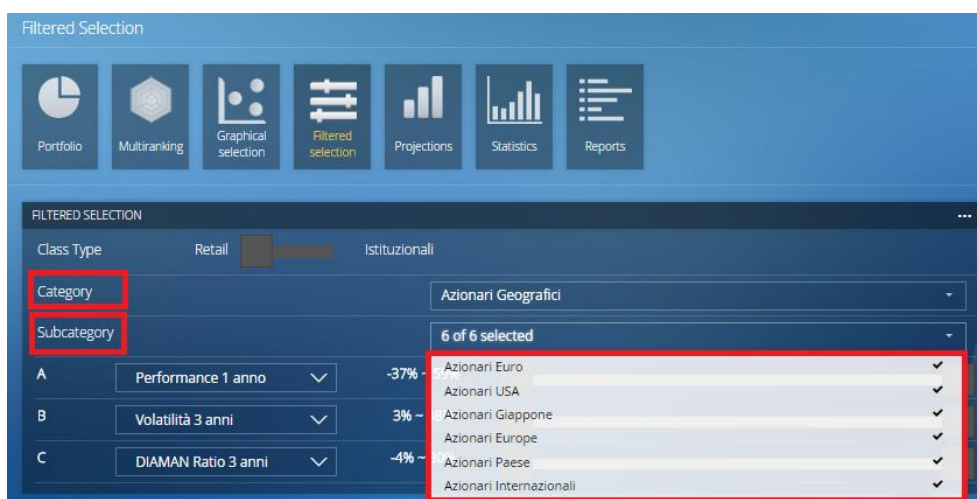 Filtered Selection
Portfolio
Multiranking
Graphical
selection
Filtered
selection
Projections
Statistics
Reports
FILTERED SELECTION
Class Type Retail Istituzionali
Category Azionari Geografici
Subcategory 6 of 6 selected
A Performance 1 anno -37% ~
Azionari Euro
Azionari USA
B Volatilità 3 anni 3% ~
Azionari Giappone
Azionari Europe
C DIAMAN Ratio 3 anni -4% ~
Azionari Paese
Azionari Internazionali